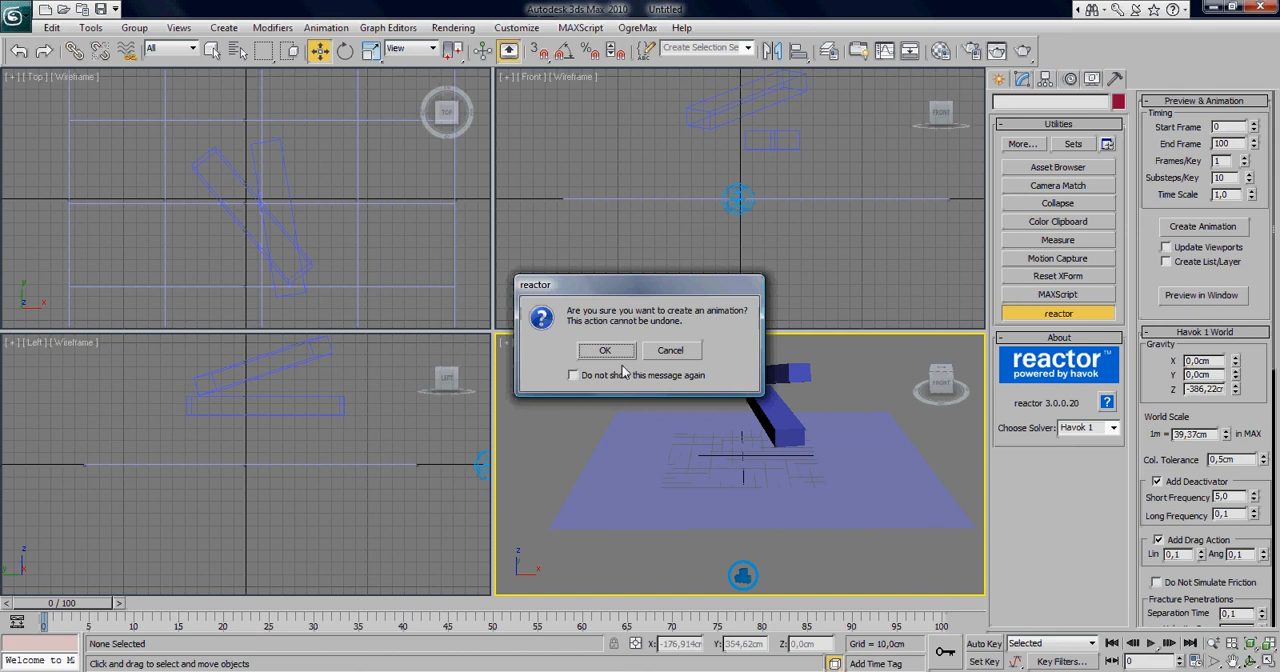 Autodesk 3ds Max 2010 Untitled
Edit Tools Group Views Create Modifiers Animation Graph Editors Rendering Customize MAXScript OgreMax Help
All View 3 Create Selection Se
[ + ] [ Top ] [ Wireframe ]
TOP
[ + ] [ Front ] [ Wireframe ]
FRONT
[ + ] [ Left ] [ Wireframe ]
LEFT
FRONT
reactor
Are you sure you want to create an animation?
This action cannot be undone.
OK Cancel
Do not show this message again
z
x
z
y
z
x
Utilities
More... Sets
Asset Browser
Camera Match
Collapse
Color Clipboard
Measure
Motion Capture
Reset XForm
MAXScript
reactor
About
reactor™
powered by havok
reactor 3.0.0.20 ?
Choose Solver: Havok 1
Preview & Animation
Timing
Start Frame 0
End Frame 100
Frames/Key 1
Substeps/Key 10
Time Scale 1,0
Create Animation
Update Viewports
Create List/Layer
Preview in Window
Havok 1 World
Gravity
X 0,0cm
Y 0,0cm
Z -386,22cr
World Scale
1m = 39,37cm in MAX
Col. Tolerance 0,5cm
Add Deactivator
Short Frequency 5,0
Long Frequency 0,1
Add Drag Action
Lin 0,1 Ang 0,1
Do Not Simulate Friction
Fracture Penetrations
Separation Time 0,1
0 / 100
0 5 10 15 20 25 30 35 40 45 50 55 60 65 70 75 80 85 90 95 100
None Selected X: -176,914cm Y: 354,62cm Z: 0,0cm Grid = 10,0cm Auto Key Selected
Welcome to M Click and drag to select and move objects Add Time Tag Set Key Key Filters... 0